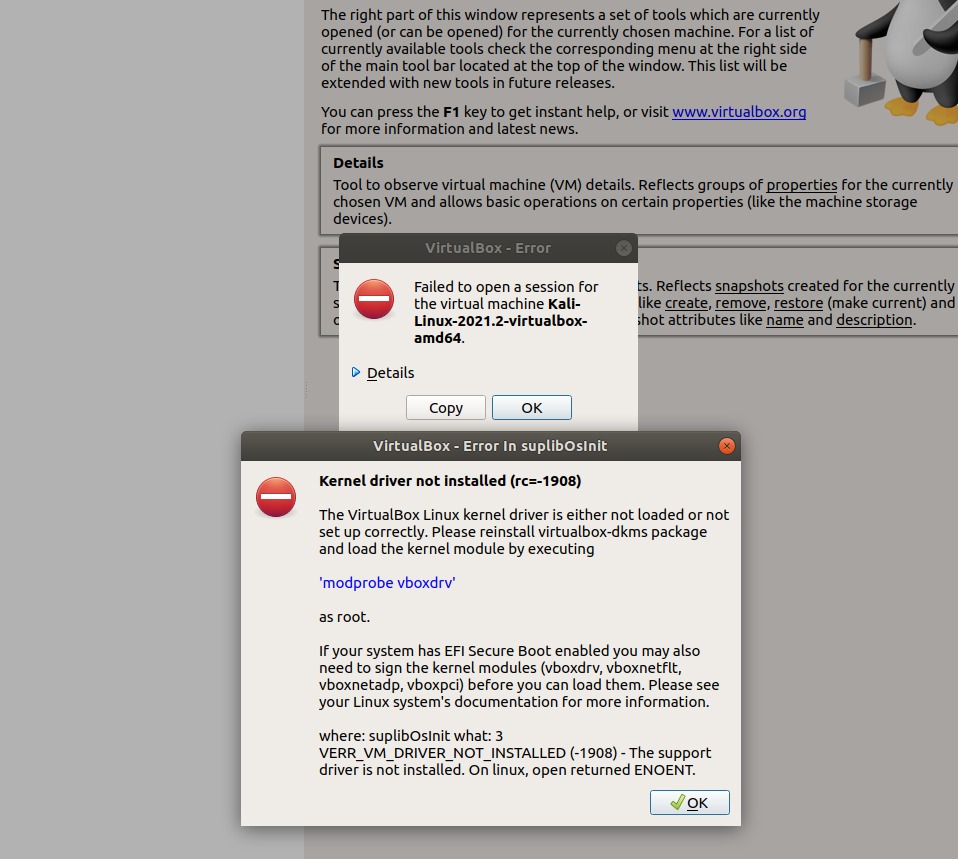 The right part of this window represents a set of tools which are currently
opened (or can be opened) for the currently chosen machine. For a list of
currently available tools check the corresponding menu at the right side
of the main tool bar located at the top of the window. This list will be
extended with new tools in future releases.
You can press the F1 key to get instant help, or visit www.virtualbox.org
for more information and latest news.
Details
Tool to observe virtual machine (VM) details. Reflects groups of properties for the currently
chosen VM and allows basic operations on certain properties (like the machine storage
devices).
Reflects snapshots created for the currently
like create, remove, restore (make current) and
attributes like name and description.
VirtualBox - Error
Failed to open a session for
the virtual machine Kali-
Linux-2021.2-virtualbox-
amd64.
Details
Copy OK
VirtualBox - Error In suplibOsInit
Kernel driver not installed (rc=-1908)
The VirtualBox Linux kernel driver is either not loaded or not
set up correctly. Please reinstall virtualbox-dkms package
and load the kernel module by executing
'modprobe vboxdrv'
as root.
If your system has EFI Secure Boot enabled you may also
need to sign the kernel modules (vboxdrv, vboxnetflt,
vboxnetadp, vboxpci) before you can load them. Please see
your Linux system's documentation for more information.
where: suplibOsInit what: 3
VERR_VM_DRIVER_NOT_INSTALLED (-1908) - The support
driver is not installed. On linux, open returned ENOENT.
OK